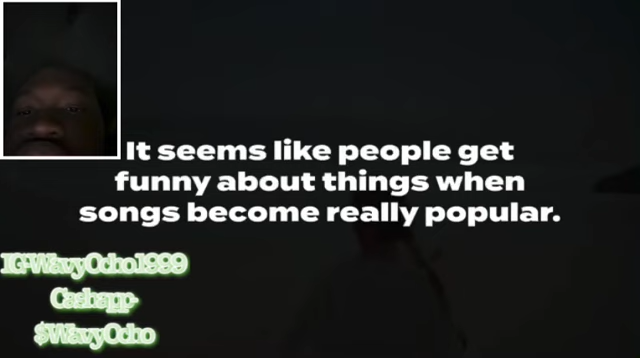 It seems like people get
funny about things when
songs become really popular.
IG-WavyOcho1999
Cashapp-
$WavyOcho